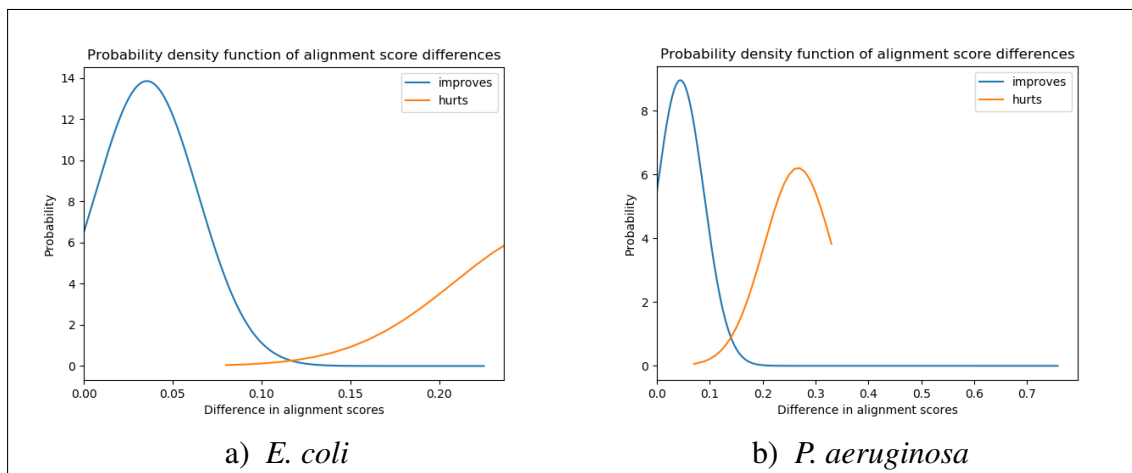 Probability density function of alignment score differences
improves
hurts
14
12
10
8
6
4
2
0
Probability
0.00
0.05
0.10
0.15
0.20
Difference in alignment scores
a) E. coli
Probability density function of alignment score differences
improves
hurts
8
6
4
2
0
Probability
0.0
0.1
0.2
0.3
0.4
0.5
0.6
0.7
Difference in alignment scores
b) P. aeruginosa